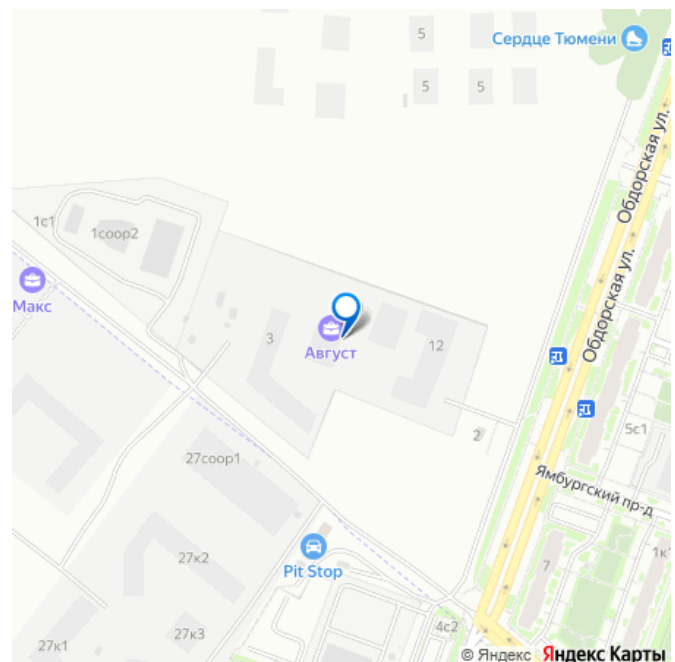 5
Сердце Тюмени
5
5
Обдорская ул.
1с1
1соор2
Макс
Обдорская ул.
3
Август
12
2
5с1
27соор1
Ямбургский пр-д
27к2
Pit Stop
7
1к1
4с2
27к1
27к3
© Яндекс Яндекс Карты